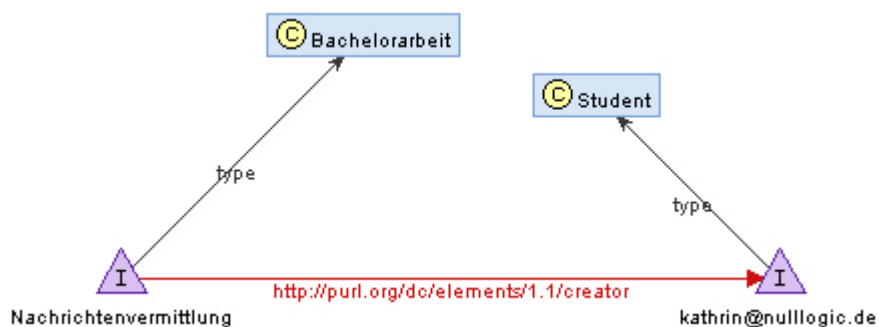 C Bachelorarbeit
C Student
type
type
I
I
http://purl.org/dc/elements/1.1/creator
Nachrichtenvermittlung
kathrin@nulllogic.de